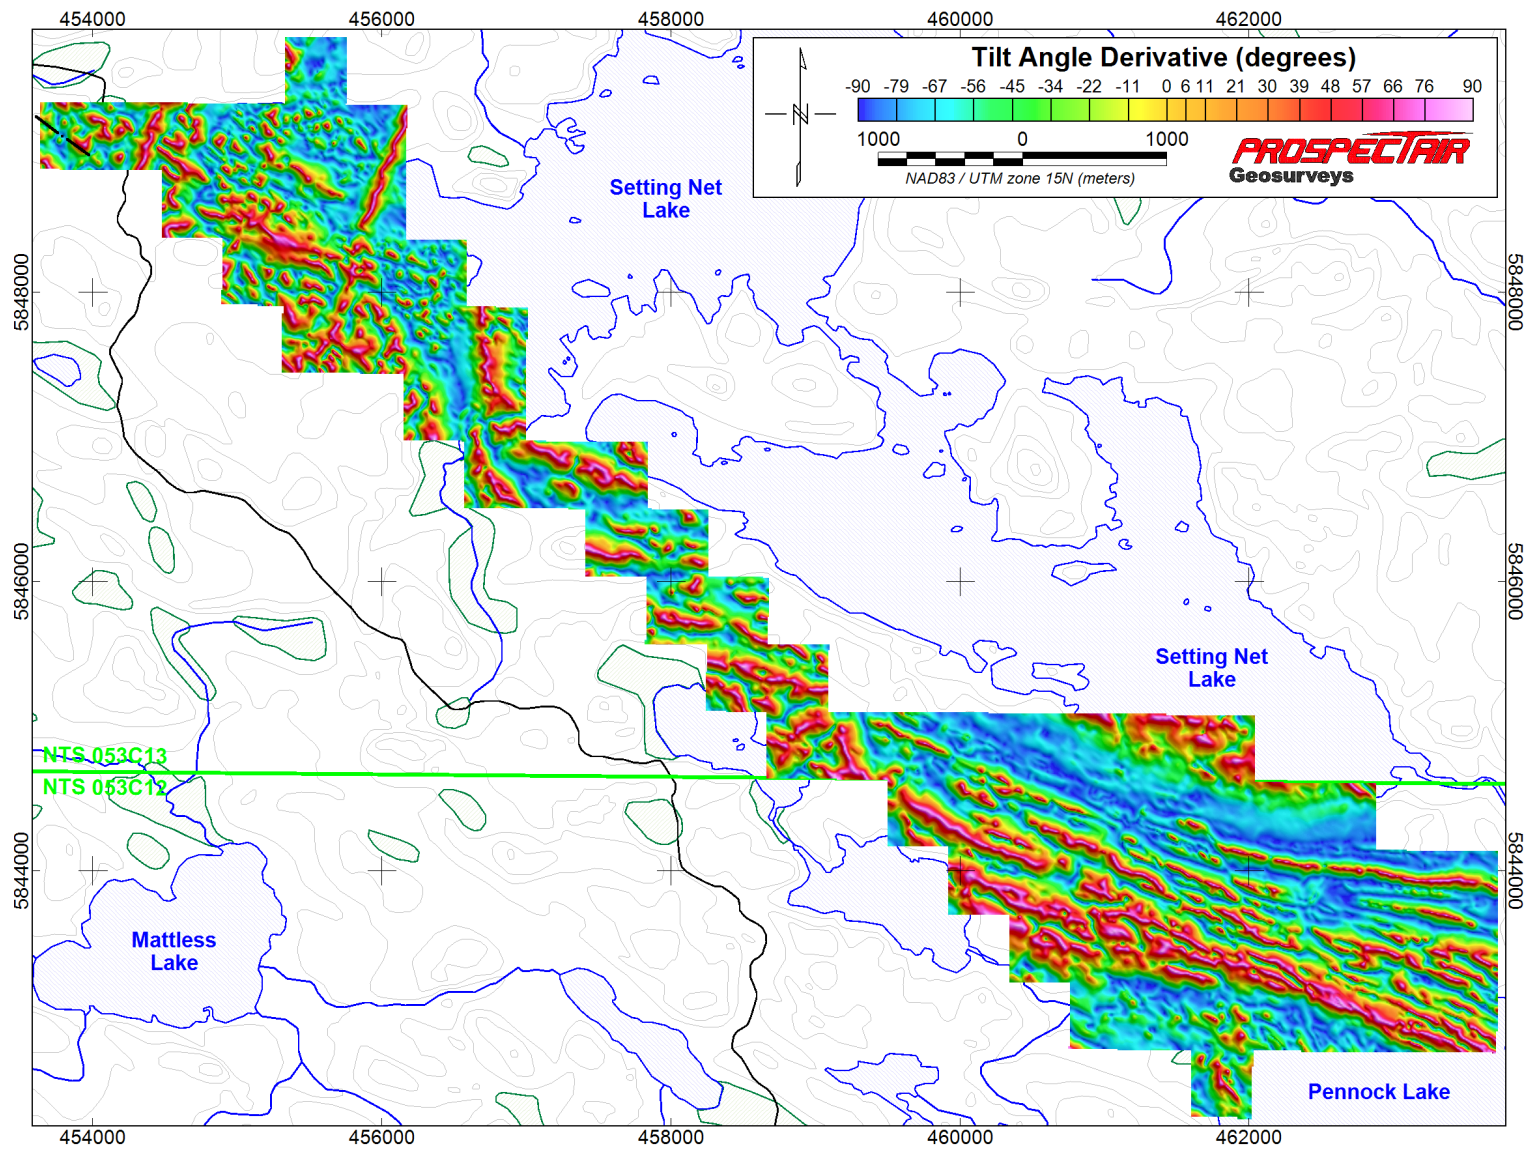 454000 456000 458000 460000 462000
Tilt Angle Derivative (degrees)
-90 -79 -67 -56 -45 -34 -22 -11 0 6 11 21 30 39 48 57 66 76 90
1000 0 1000
NAD83 / UTM zone 15N (meters)
N
PROSPECTAIR
Geosurveys
Setting Net
Lake
5848000 5848000
5846000 5846000
Setting Net
Lake
NTS 053C13
NTS 053C12
5844000 5844000
Mattless
Lake
Pennock Lake
454000 456000 458000 460000 462000